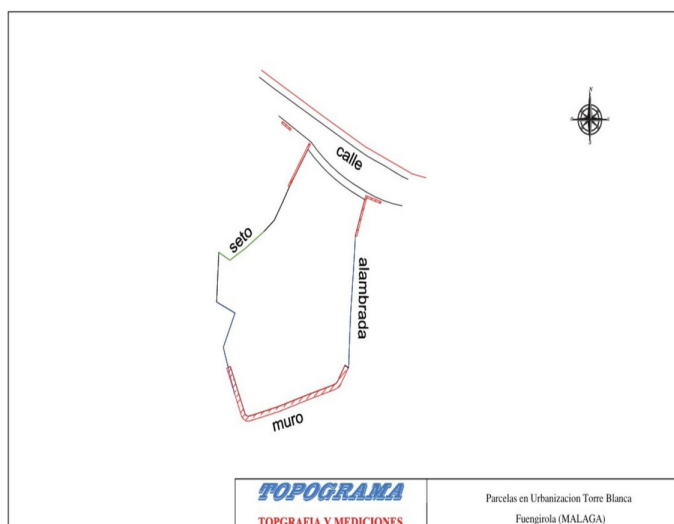 N
calle
seto
alambrada
muro
TOPOGRAMA
TOPGRAFIA Y MEDICIONES
Parcelas en Urbanizacion Torre Blanca
Fuengirola (MALAGA)